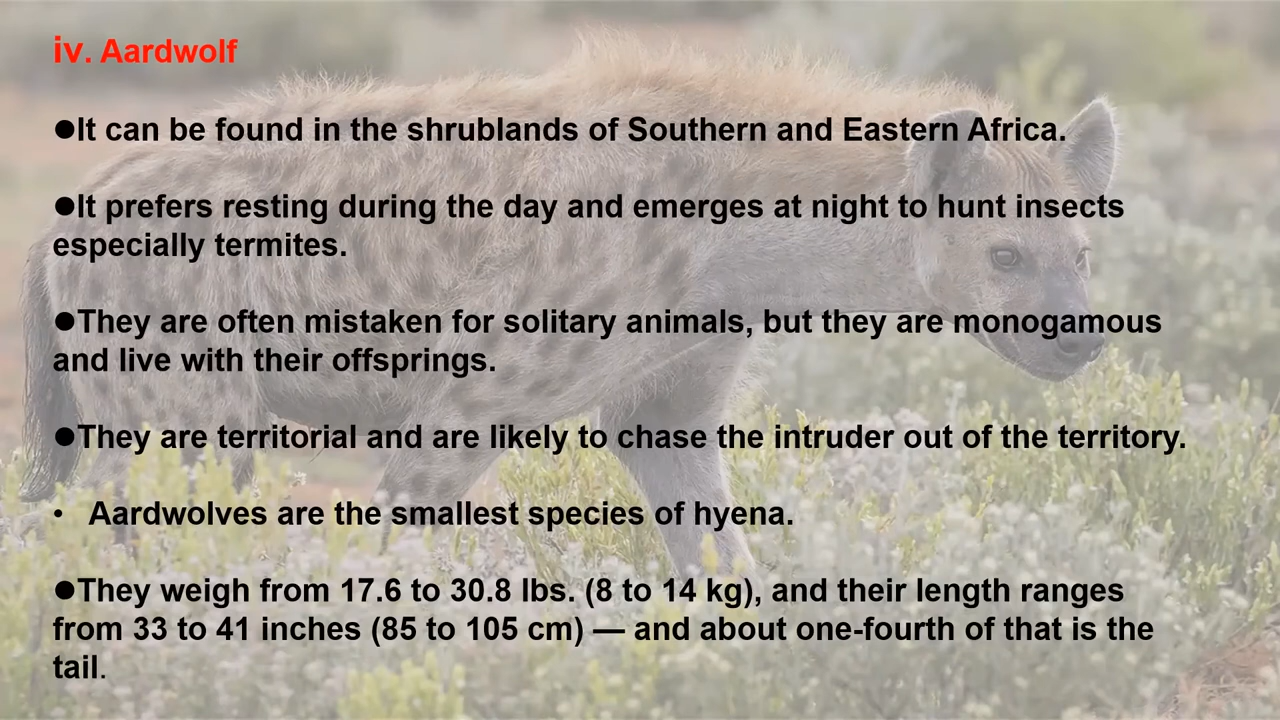 iv. Aardwolf
●It can be found in the shrublands of Southern and Eastern Africa.
●It prefers resting during the day and emerges at night to hunt insects
especially termites.
●They are often mistaken for solitary animals, but they are monogamous
and live with their offsprings.
●They are territorial and are likely to chase the intruder out of the territory.
• Aardwolves are the smallest species of hyena.
●They weigh from 17.6 to 30.8 lbs. (8 to 14 kg), and their length ranges
from 33 to 41 inches (85 to 105 cm) — and about one-fourth of that is the
tail.